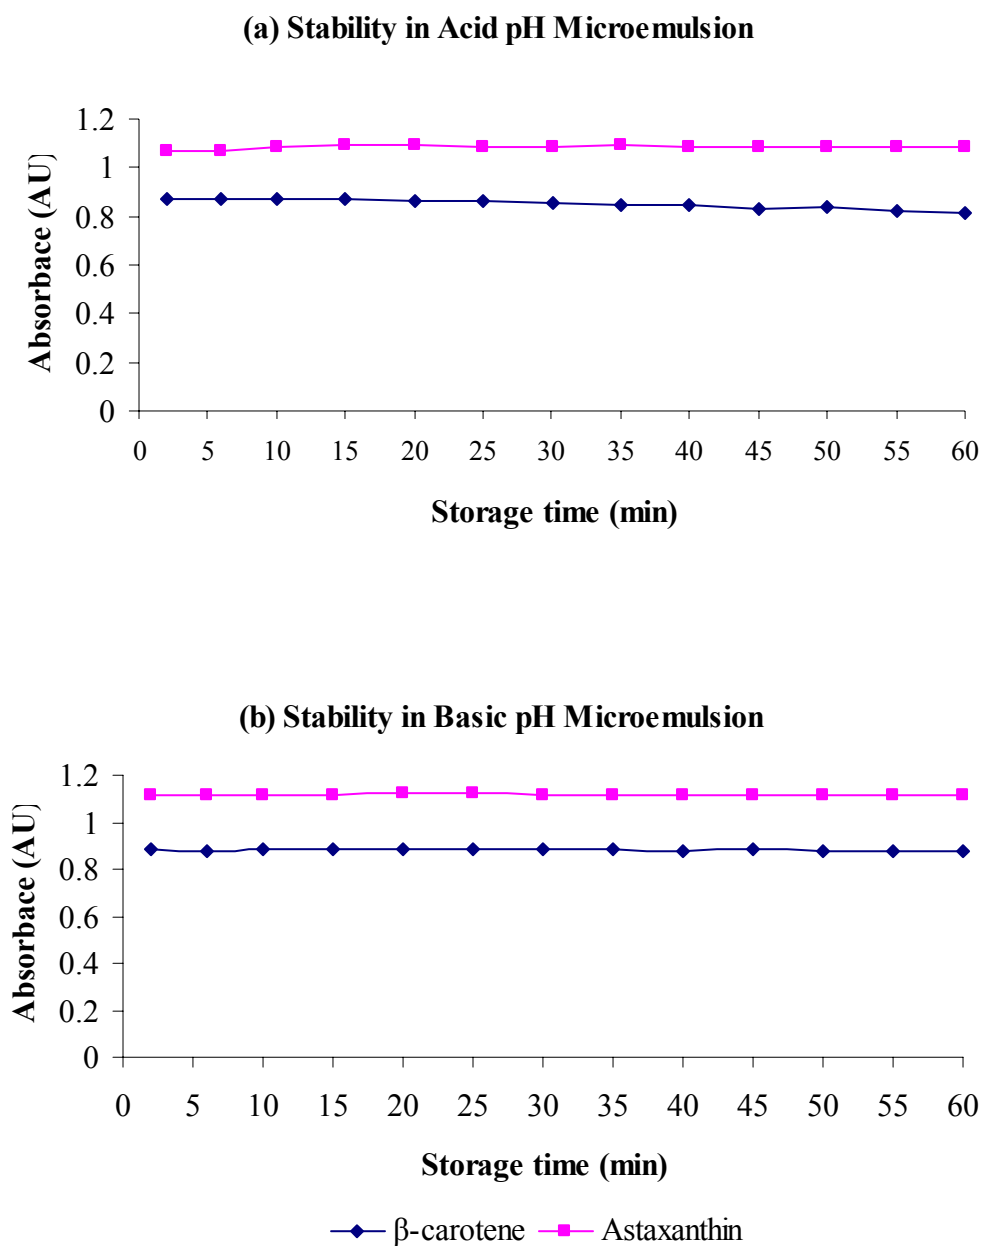 (a) Stability in Acid pH Microemulsion
Absorbace (AU)
1.2
1
0.8
0.6
0.4
0.2
0
0 5 10 15 20 25 30 35 40 45 50 55 60
Storage time (min)
(b) Stability in Basic pH Microemulsion
Absorbace (AU)
1.2
1
0.8
0.6
0.4
0.2
0
0 5 10 15 20 25 30 35 40 45 50 55 60
Storage time (min)
β-carotene Astaxanthin